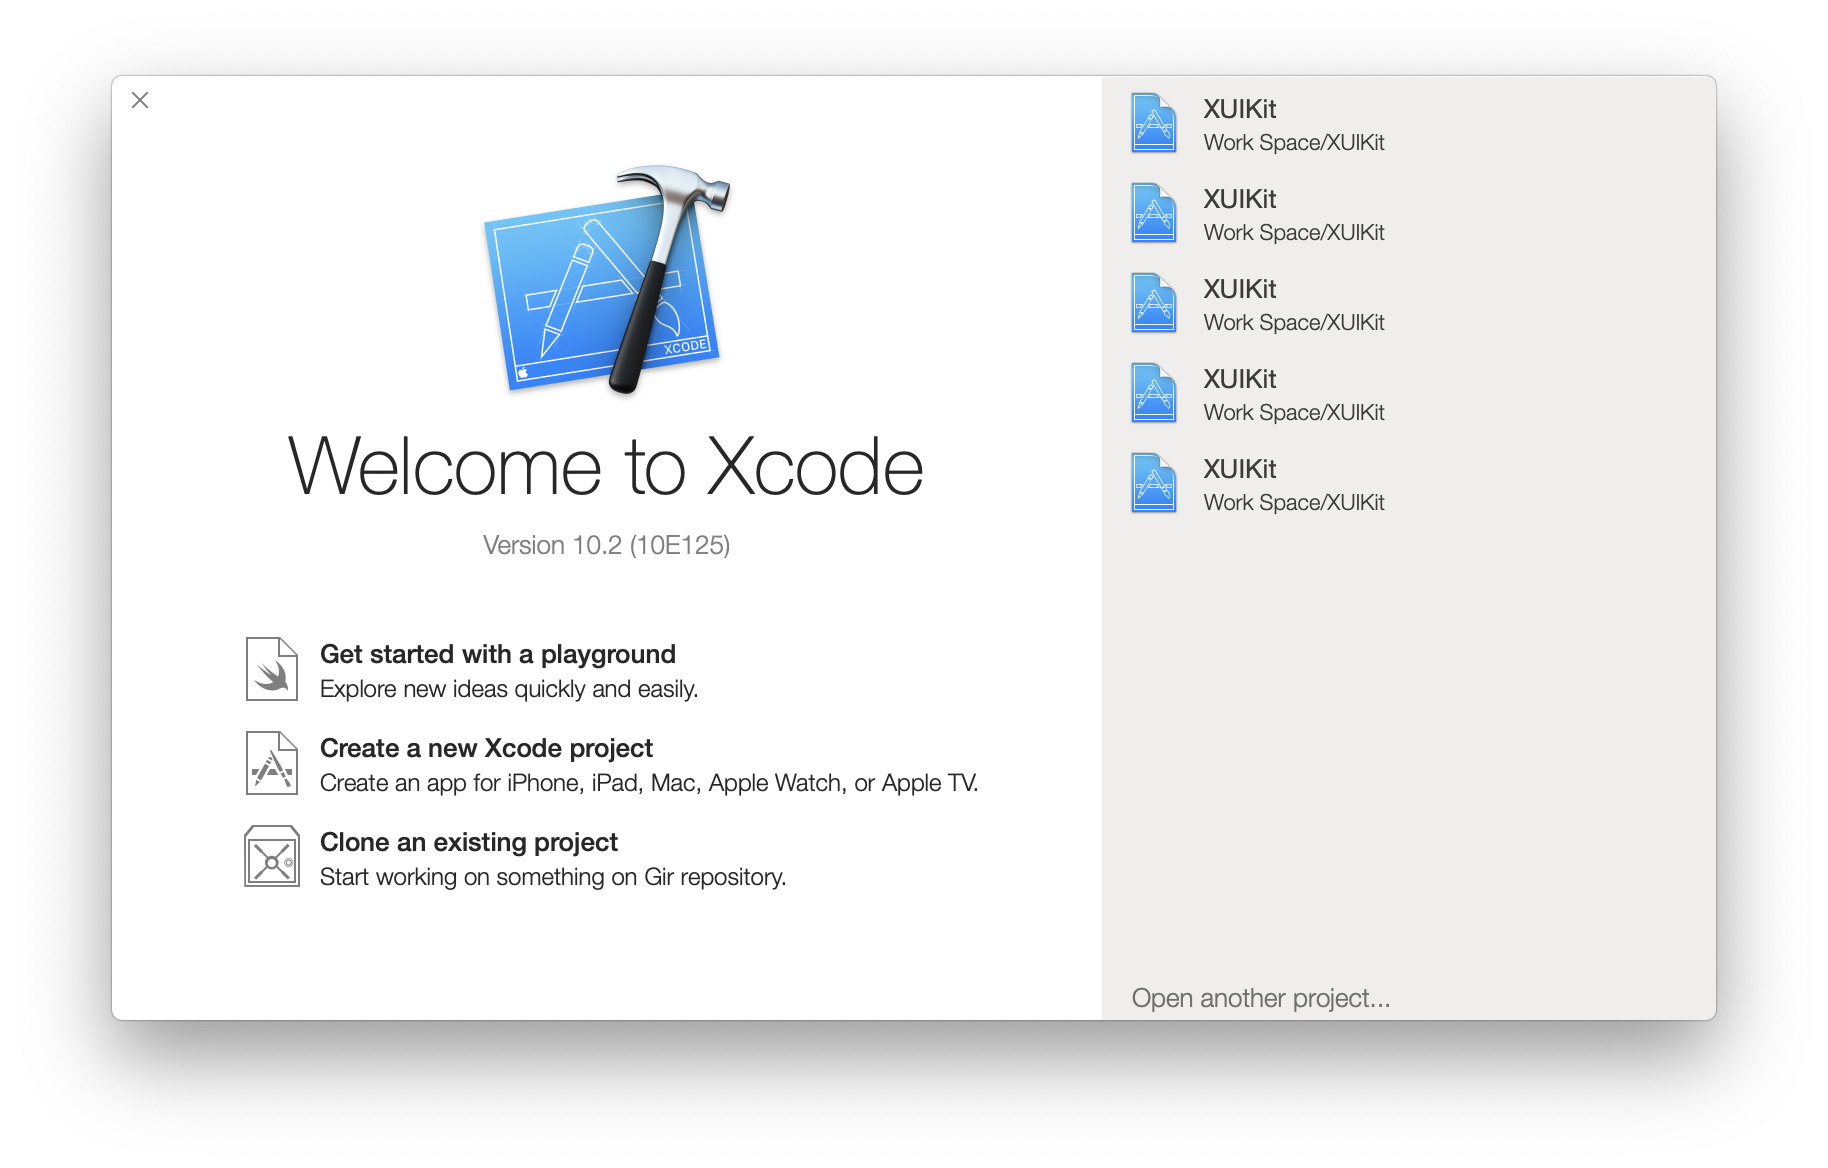 XCODE
Welcome to Xcode
Version 10.2 (10E125)
Get started with a playground
Explore new ideas quickly and easily.
Create a new Xcode project
Create an app for iPhone, iPad, Mac, Apple Watch, or Apple TV.
Clone an existing project
Start working on something on Gir repository.
XUIKit
Work Space/XUIKit
XUIKit
Work Space/XUIKit
XUIKit
Work Space/XUIKit
XUIKit
Work Space/XUIKit
XUIKit
Work Space/XUIKit
Open another project...